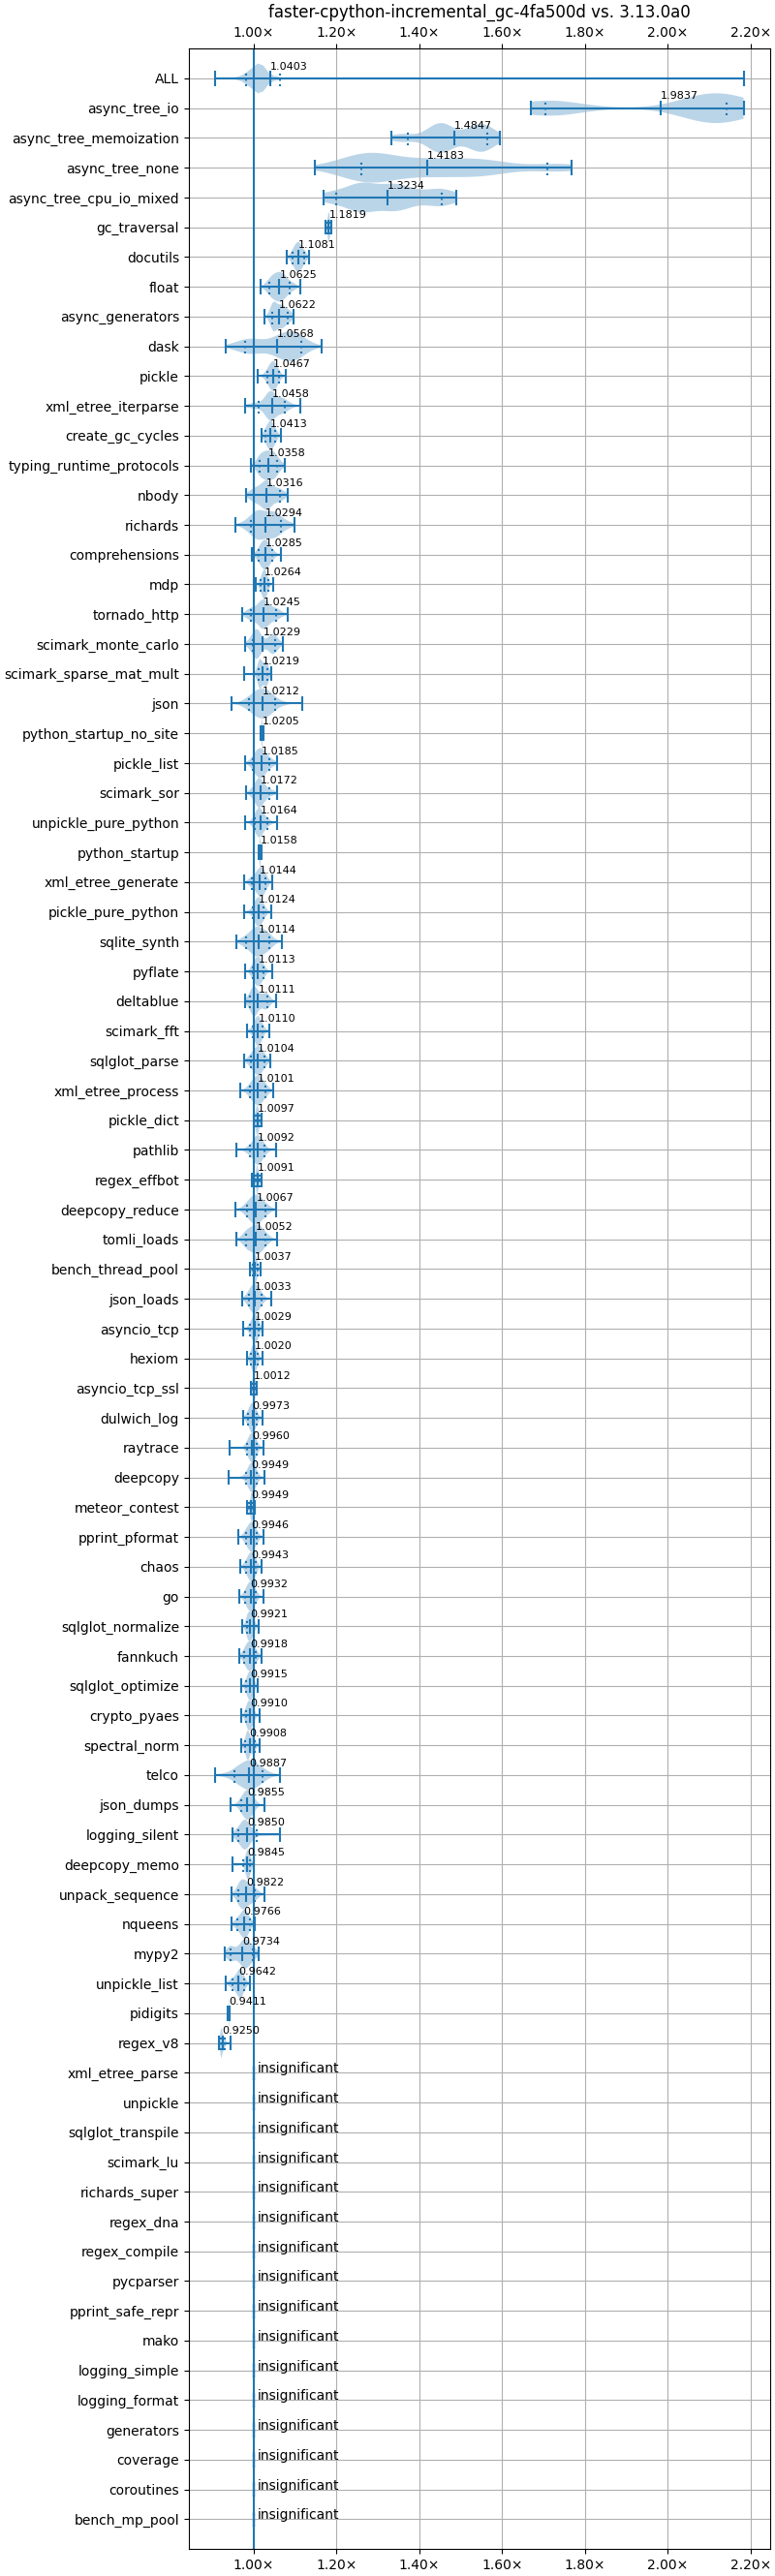 faster-cpython-incremental_gc-4fa500d vs. 3.13.0a0
1.00× 1.20× 1.40× 1.60× 1.80× 2.00× 2.20×
ALL 1.0403
async_tree_io 1.9837
async_tree_memoization 1.4847
async_tree_none 1.4183
async_tree_cpu_io_mixed 1.3234
gc_traversal 1.1819
docutils 1.1081
float 1.0625
async_generators 1.0622
dask 1.0568
pickle 1.0467
xml_etree_iterparse 1.0458
create_gc_cycles 1.0413
typing_runtime_protocols 1.0358
nbody 1.0316
richards 1.0294
comprehensions 1.0285
mdp 1.0264
tornado_http 1.0245
scimark_monte_carlo 1.0229
scimark_sparse_mat_mult 1.0219
json 1.0212
python_startup_no_site 1.0205
pickle_list 1.0185
scimark_sor 1.0172
unpickle_pure_python 1.0164
python_startup 1.0158
xml_etree_generate 1.0144
pickle_pure_python 1.0124
sqlite_synth 1.0114
pyflate 1.0113
deltablue 1.0111
scimark_fft 1.0110
sqlglot_parse 1.0104
xml_etree_process 1.0101
pickle_dict 1.0097
pathlib 1.0092
regex_effbot 1.0091
deepcopy_reduce 1.0067
tomli_loads 1.0052
bench_thread_pool 1.0037
json_loads 1.0033
asyncio_tcp 1.0029
hexiom 1.0020
asyncio_tcp_ssl 1.0012
dulwich_log 0.9973
raytrace 0.9960
deepcopy 0.9949
meteor_contest 0.9949
pprint_pformat 0.9946
chaos 0.9943
go 0.9932
sqlglot_normalize 0.9921
fannkuch 0.9918
sqlglot_optimize 0.9915
crypto_pyaes 0.9910
spectral_norm 0.9908
telco 0.9887
json_dumps 0.9855
logging_silent 0.9850
deepcopy_memo 0.9845
unpack_sequence 0.9822
nqueens 0.9766
mypy2 0.9734
unpickle_list 0.9642
pidigits 0.9411
regex_v8 0.9250
xml_etree_parse insignificant
unpickle insignificant
sqlglot_transpile insignificant
scimark_lu insignificant
richards_super insignificant
regex_dna insignificant
regex_compile insignificant
pycparser insignificant
pprint_safe_repr insignificant
mako insignificant
logging_simple insignificant
logging_format insignificant
generators insignificant
coverage insignificant
coroutines insignificant
bench_mp_pool insignificant
1.00× 1.20× 1.40× 1.60× 1.80× 2.00× 2.20×